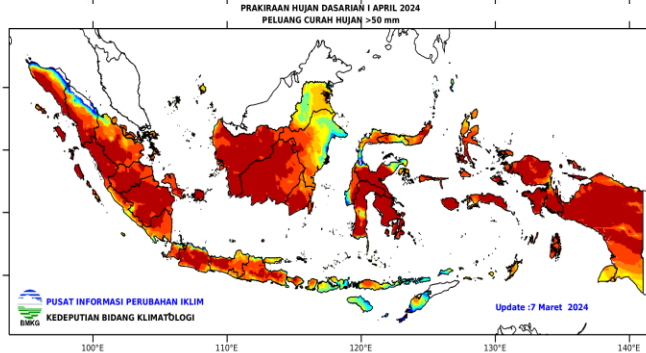 PRAKIRAAN HUJAN DASARIAN I APRIL 2024
PELUANG CURAH HUJAN >50 mm
PUSAT INFORMASI PERUBAHAN IKLIM
KEDEPUTIAN BIDANG KLIMATOLOGI
BMKG
Update :7 Maret 2024
100°E 110°E 120°E 130°E 140°E